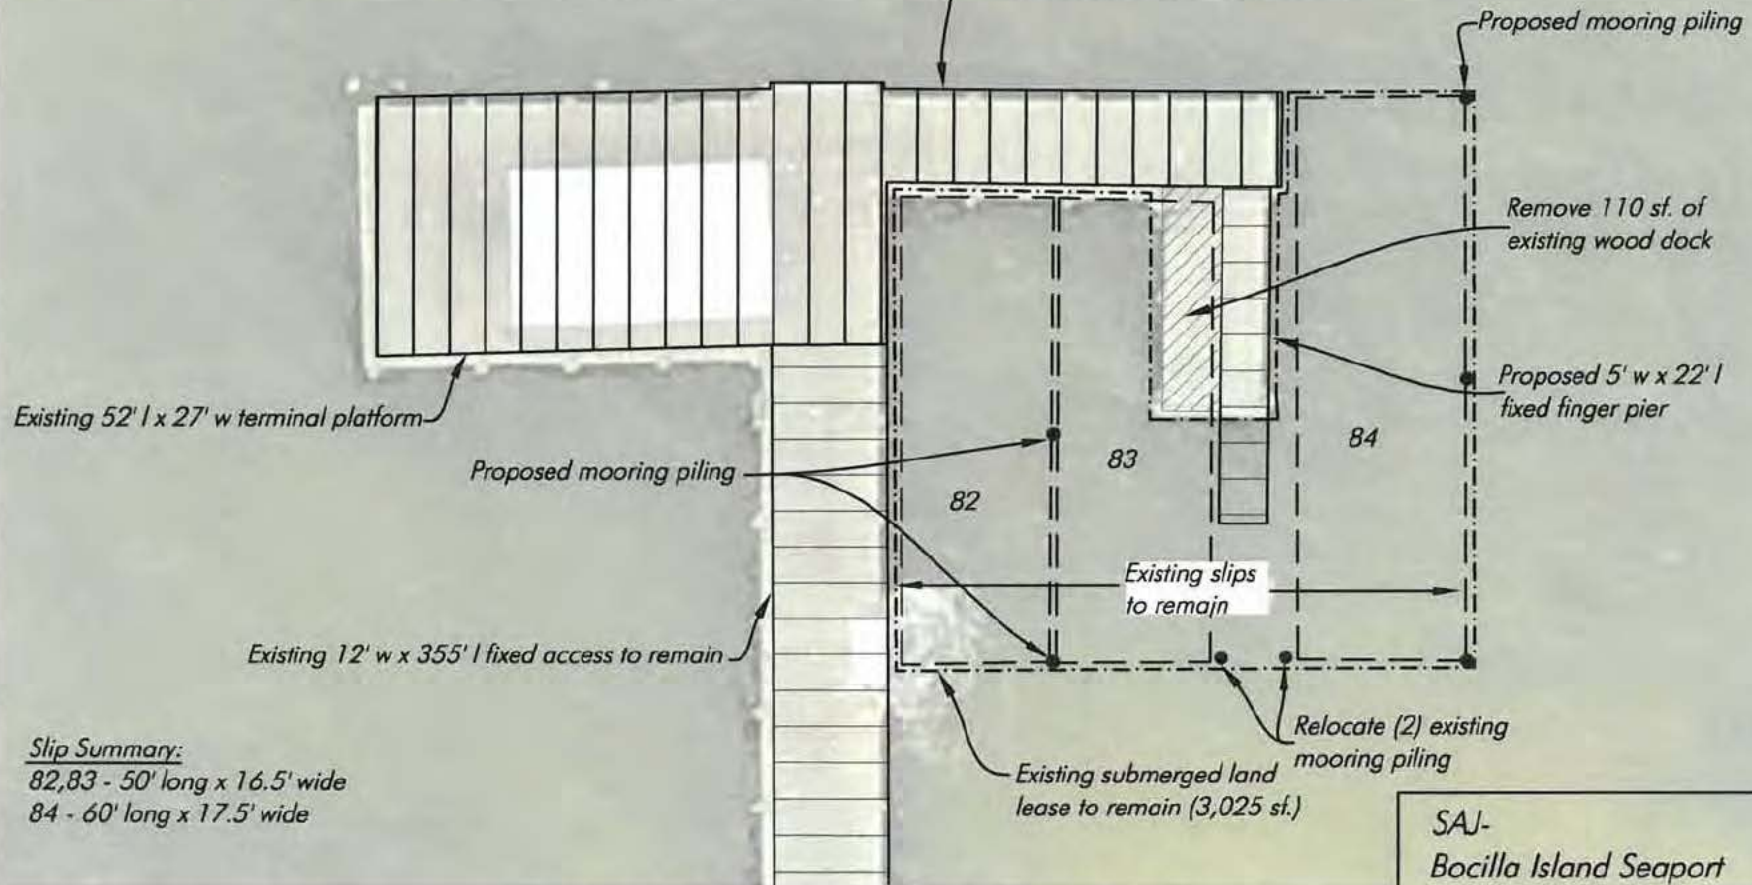 Proposed mooring piling
Remove 110 sf. of
existing wood dock
Proposed 5' w x 22' l
fixed finger pier
Existing 52' l x 27' w terminal platform
84
83
Proposed mooring piling
82
Existing slips
to remain
Existing 12' w x 355' l fixed access to remain
Relocate (2) existing
mooring piling
Existing submerged land
lease to remain (3,025 sf.)
Slip Summary:
82,83 - 50' long x 16.5' wide
84 - 60' long x 17.5' wide
SAJ-
Bocilla Island Seaport